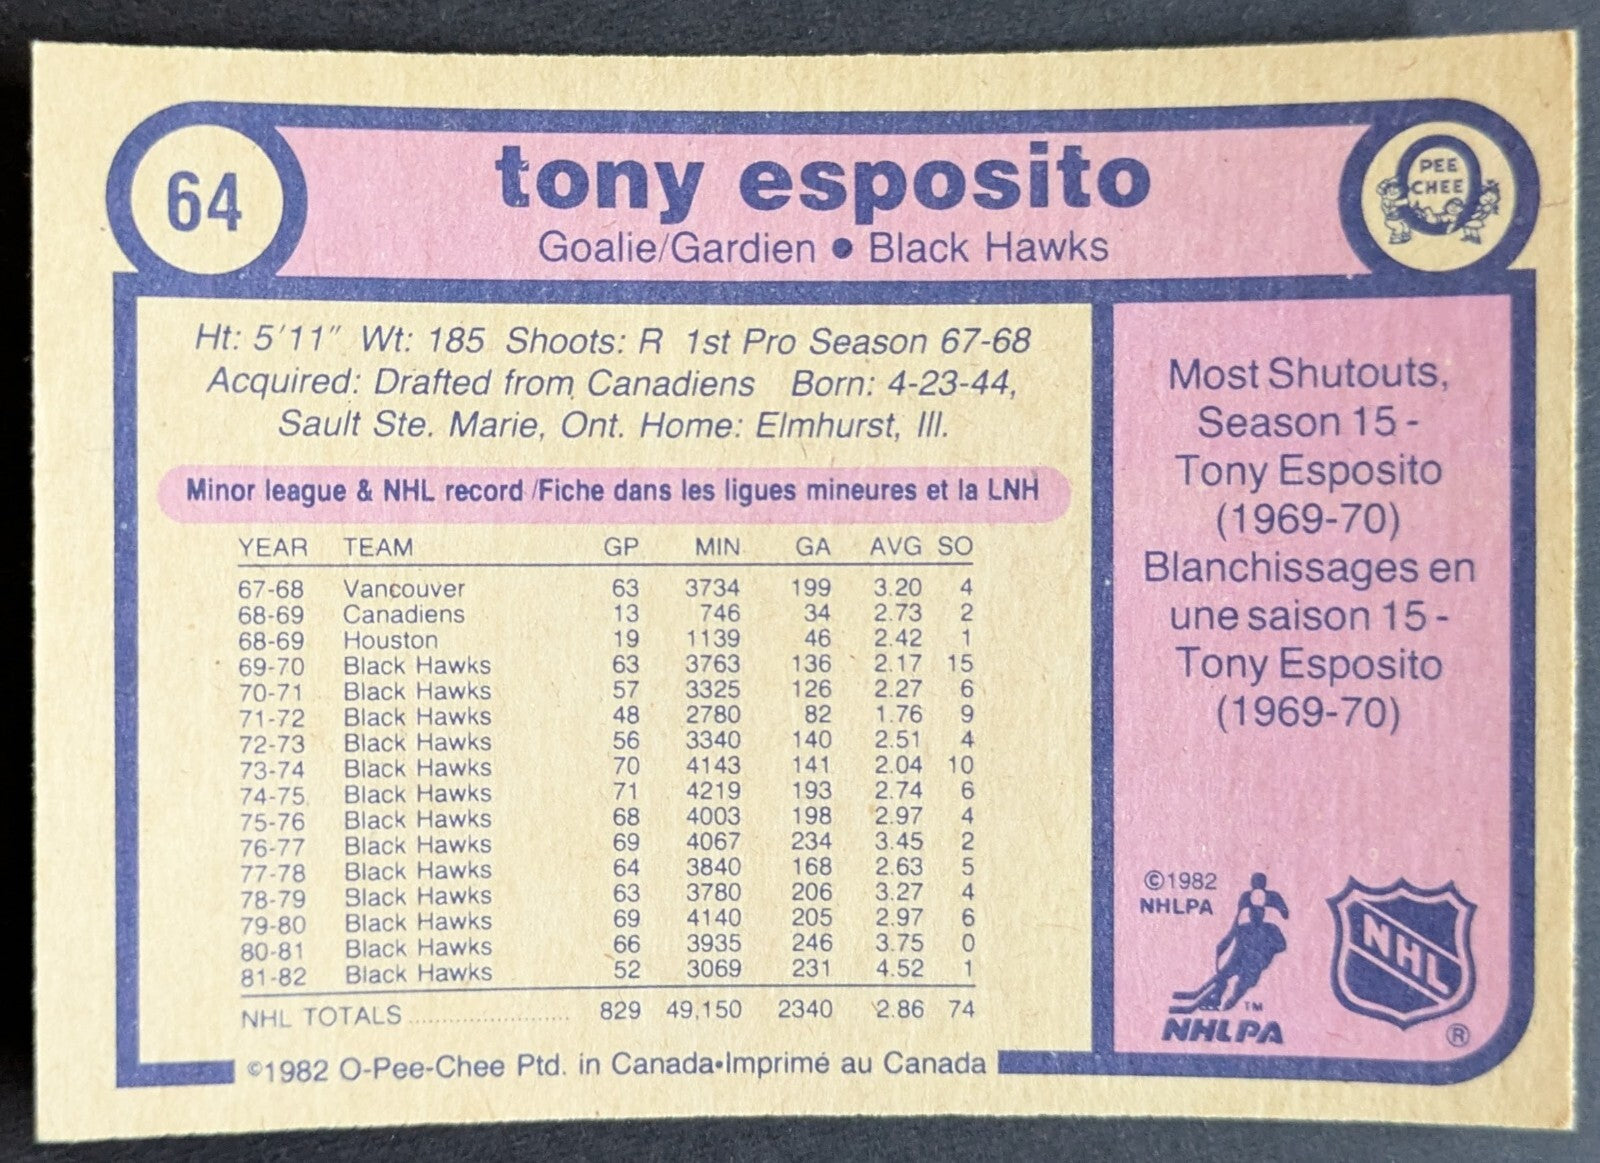 64
tony esposito
Goalie/Gardien • Black Hawks
PEE
CHEE
Ht: 5'11" Wt: 185 Shoots: R 1st Pro Season 67-68
Acquired: Drafted from Canadiens Born: 4-23-44,
Sault Ste. Marie, Ont. Home: Elmhurst, Ill.
Minor league & NHL record /Fiche dans les ligues mineures et la LNH
YEAR TEAM GP MIN GA AVG SO
67-68 Vancouver 63 3734 199 3.20 4
68-69 Canadiens 13 746 34 2.73 2
68-69 Houston 19 1139 46 2.42 1
69-70 Black Hawks 63 3763 136 2.17 15
70-71 Black Hawks 57 3325 126 2.27 6
71-72 Black Hawks 48 2780 82 1.76 9
72-73 Black Hawks 56 3340 140 2.51 4
73-74 Black Hawks 70 4143 141 2.04 10
74-75 Black Hawks 71 4219 193 2.74 6
75-76 Black Hawks 68 4003 198 2.97 4
76-77 Black Hawks 69 4067 234 3.45 2
77-78 Black Hawks 64 3840 168 2.63 5
78-79 Black Hawks 63 3780 206 3.27 4
79-80 Black Hawks 69 4140 205 2.97 6
80-81 Black Hawks 66 3935 246 3.75 0
81-82 Black Hawks 52 3069 231 4.52 1
NHL TOTALS ........................ 829 49,150 2340 2.86 74
©1982 O-Pee-Chee Ptd. in Canada•Imprimé au Canada
Most Shutouts,
Season 15 -
Tony Esposito
(1969-70)
Blanchissages en
une saison 15 -
Tony Esposito
(1969-70)
©1982
NHLPA
™
NHLPA
NHL
®